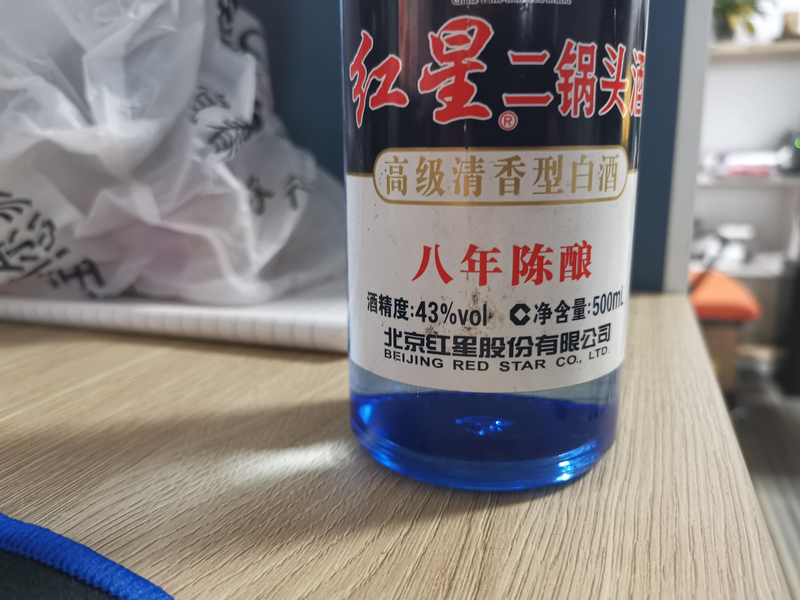 红星®二锅头酒
高级清香型白酒
八年陈酿
酒精度:43%vol 净含量:500mL
北京红星股份有限公司
BEIJING RED STAR CO., LTD.